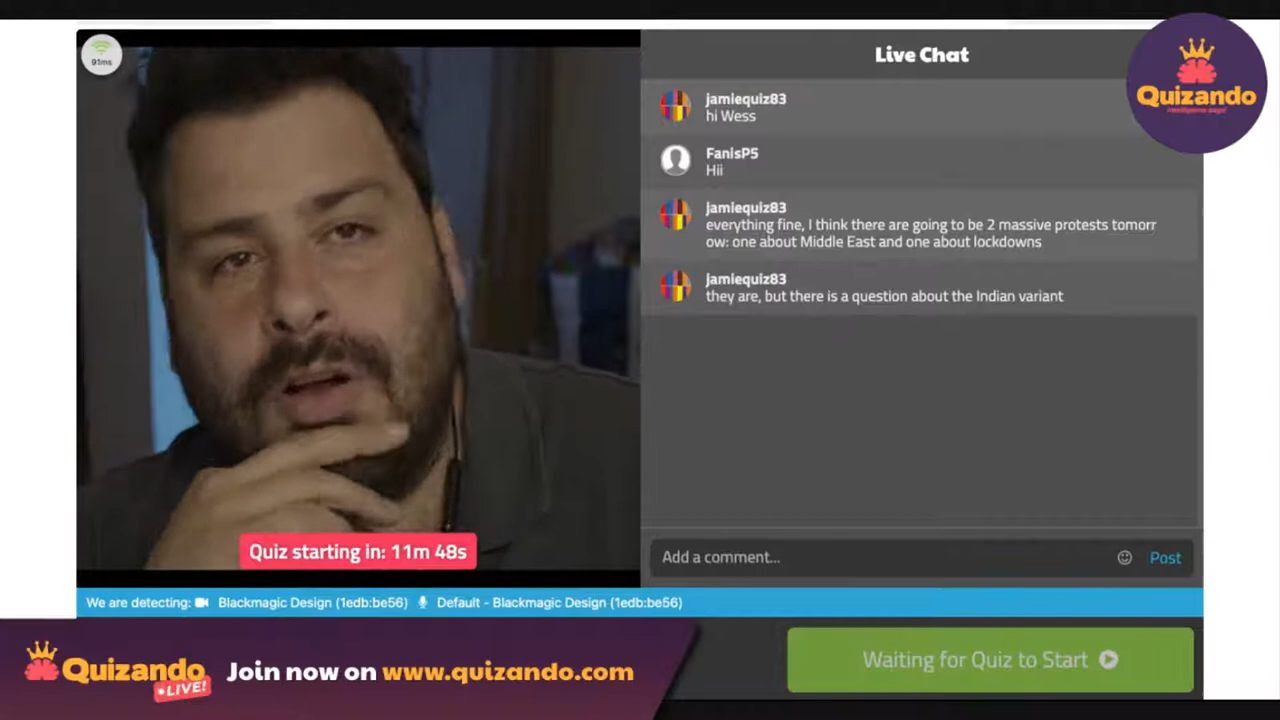 91ms
Live Chat
Quizando
jamiequiz83
hi Wess
FanisP5
Hii
jamiequiz83
everything fine, I think there are going to be 2 massive protests tomorr
ow: one about Middle East and one about lockdowns
jamiequiz83
they are, but there is a question about the Indian variant
Quiz starting in: 11m 48s
Add a comment...
Post
We are detecting: Blackmagic Design (1edb:be56) Default - Blackmagic Design (1edb:be56)
Quizando
LIVE!
Join now on www.quizando.com
Waiting for Quiz to Start